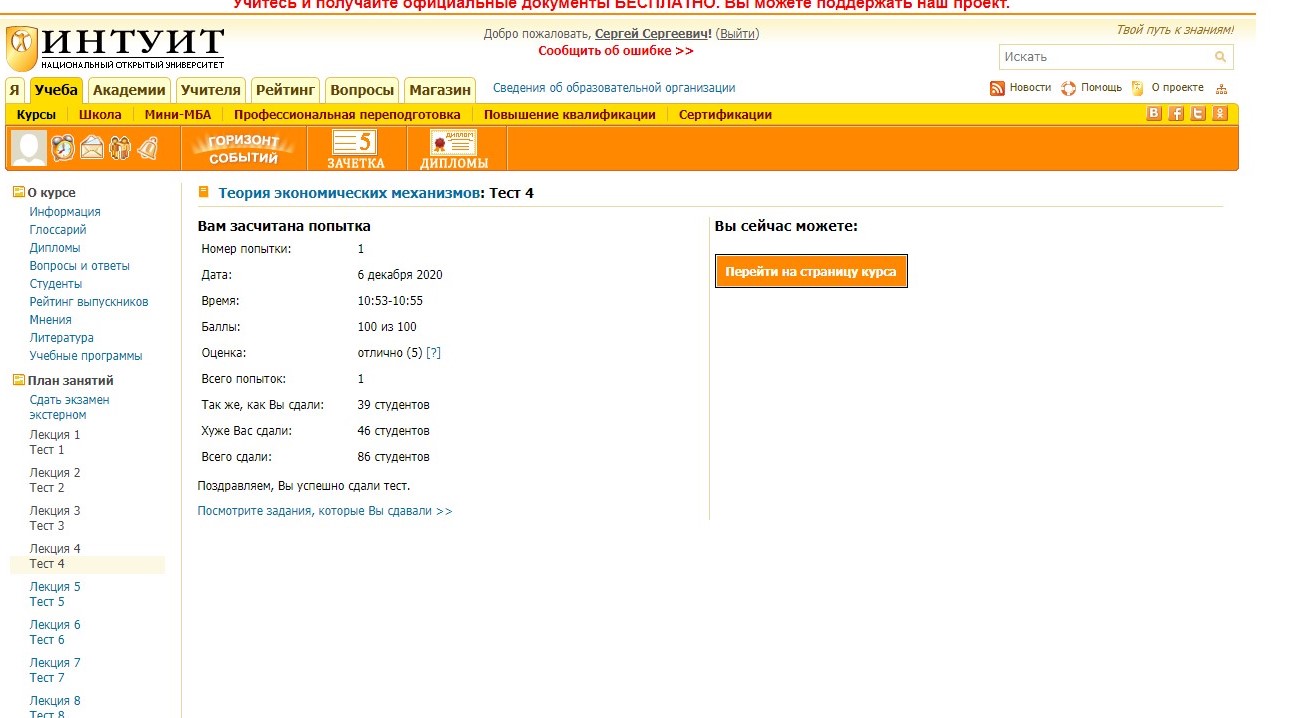 Учитесь и получайте официальные документы БЕСПЛАТНО. Вы можете поддержать наш проект.
ИНТУИТ
НАЦИОНАЛЬНЫЙ ОТКРЫТЫЙ УНИВЕРСИТЕТ
Добро пожаловать, Сергей Сергеевич! (Выйти)
Сообщить об ошибке >>
Твой путь к знаниям!
Искать
Я Учеба Академии Учителя Рейтинг Вопросы Магазин Сведения об образовательной организации
Новости Помощь О проекте
Курсы Школа Мини-МБА Профессиональная переподготовка Повышение квалификации Сертификации
ГОРИЗОНТ
СОБЫТИЙ
5
ЗАЧЕТКА
ДИПЛОМ
ДИПЛОМЫ
О курсе
Информация
Глоссарий
Дипломы
Вопросы и ответы
Студенты
Рейтинг выпускников
Мнения
Литература
Учебные программы
План занятий
Сдать экзамен
экстерном
Лекция 1
Тест 1
Лекция 2
Тест 2
Лекция 3
Тест 3
Лекция 4
Тест 4
Лекция 5
Тест 5
Лекция 6
Тест 6
Лекция 7
Тест 7
Лекция 8
Тест 8
Теория экономических механизмов: Тест 4
Вам засчитана попытка
Номер попытки: 1
Дата: 6 декабря 2020
Время: 10:53-10:55
Баллы: 100 из 100
Оценка: отлично (5) [?]
Всего попыток: 1
Так же, как Вы сдали: 39 студентов
Хуже Вас сдали: 46 студентов
Всего сдали: 86 студентов
Поздравляем, Вы успешно сдали тест.
Посмотрите задания, которые Вы сдавали >>
Вы сейчас можете:
Перейти на страницу курса